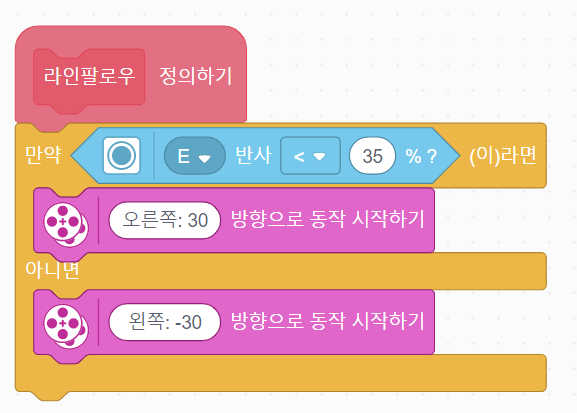 라인팔로우 정의하기
만약 E 반사 < 35 % ? (이)라면
오른쪽: 30 방향으로 동작 시작하기
아니면
왼쪽: -30 방향으로 동작 시작하기